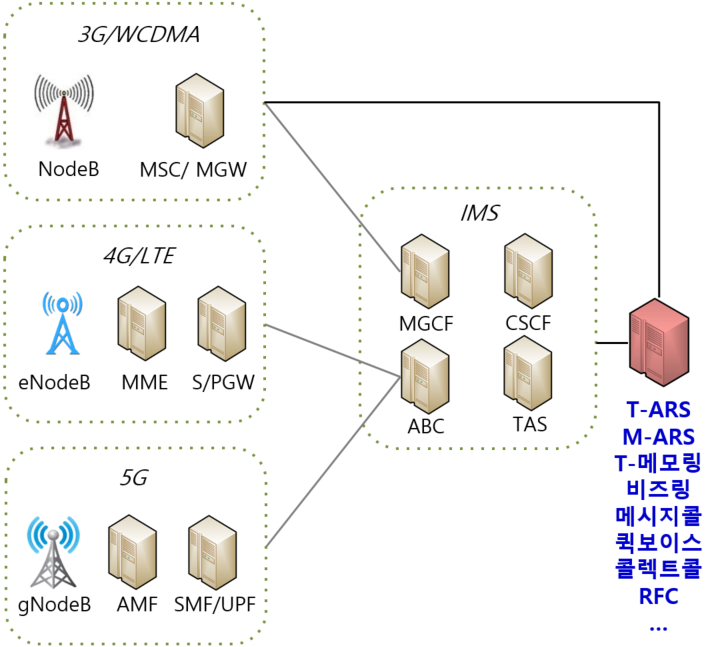 3G/WCDMA
NodeB
MSC/ MGW
4G/LTE
eNodeB
MME
S/PGW
5G
gNodeB
AMF
SMF/UPF
IMS
MGCF
CSCF
ABC
TAS
T-ARS
M-ARS
T-메모링
비즈링
메시지콜
퀵보이스
콜렉트콜
RFC
...